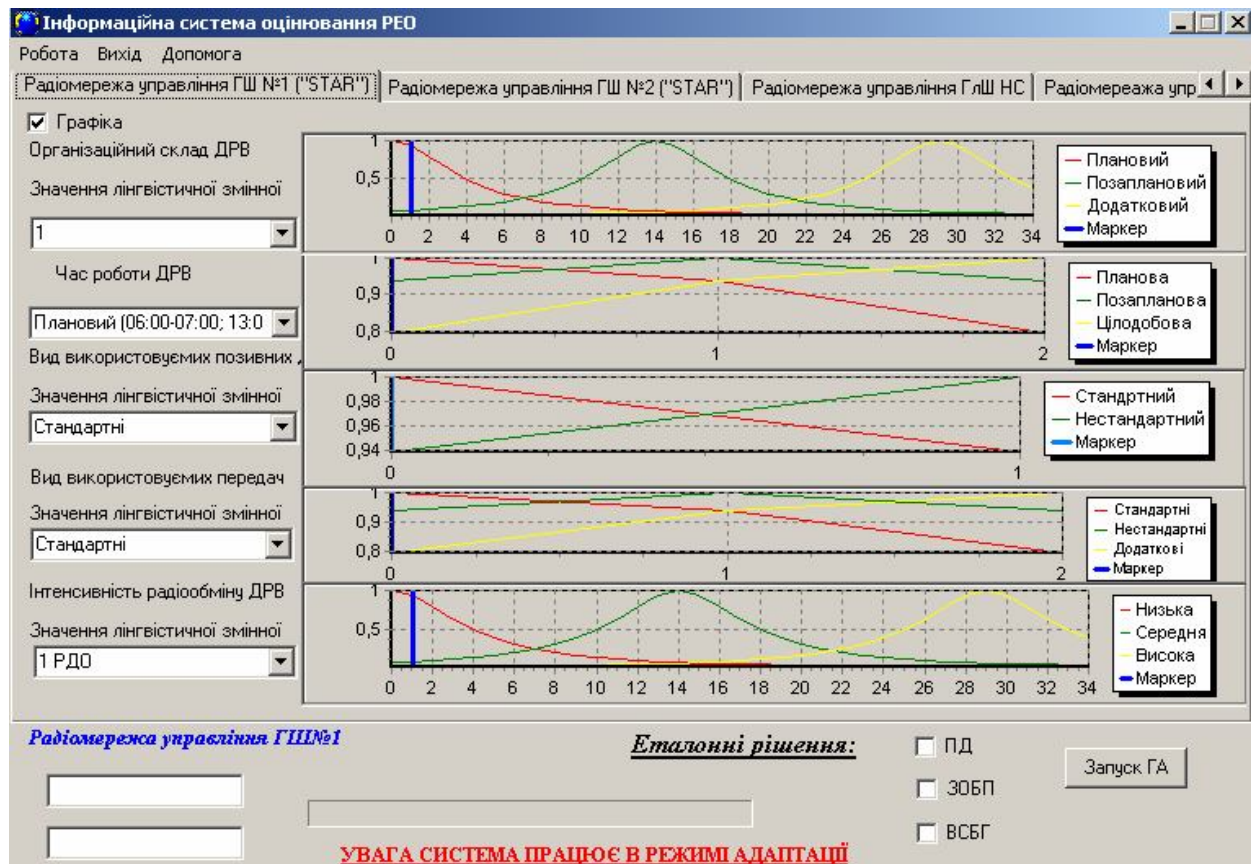 Інформаційна система оцінювання РЕО
Робота Вихід Допомога
Радіомережа управління ГШ №1 ("STAR") Радіомережа управління ГШ №2 ("STAR") Радіомережа управління ГлШ НС Радіомереажа упр
Графіка
Організаційний склад ДРВ
Значення лінгвістичної змінної
1
1
0,5
0 2 4 6 8 10 12 14 16 18 20 22 24 26 28 30 32 34
Плановий
Позаплановий
Додатковий
Маркер
Час роботи ДРВ
Плановий (06:00-07:00; 13:0
1
0,9
0,8
0 1 2
Планова
Позапланова
Цілодобова
Маркер
Вид використовуємих позивних
Значення лінгвістичної змінної
Стандартні
1
0,98
0,96
0,94
0 1
Стандртний
Нестандартний
Маркер
Вид використовуємих передач
Значення лінгвістичної змінної
Стандартні
1
0,9
0,8
0 1 2
Стандартні
Нестандартні
Додаткові
Маркер
Інтенсивність радіообміну ДРВ
Значення лінгвістичної змінної
1 РДО
1
0,5
0 2 4 6 8 10 12 14 16 18 20 22 24 26 28 30 32 34
Низька
Середня
Висока
Маркер
Радіомережа управління ГШ№1
Еталонні рішення:
ПД
ЗОБП
ВСБГ
Запуск ГА
УВАГА СИСТЕМА ПРАЦЮЄ В РЕЖИМІ АДАПТАЦІЇ